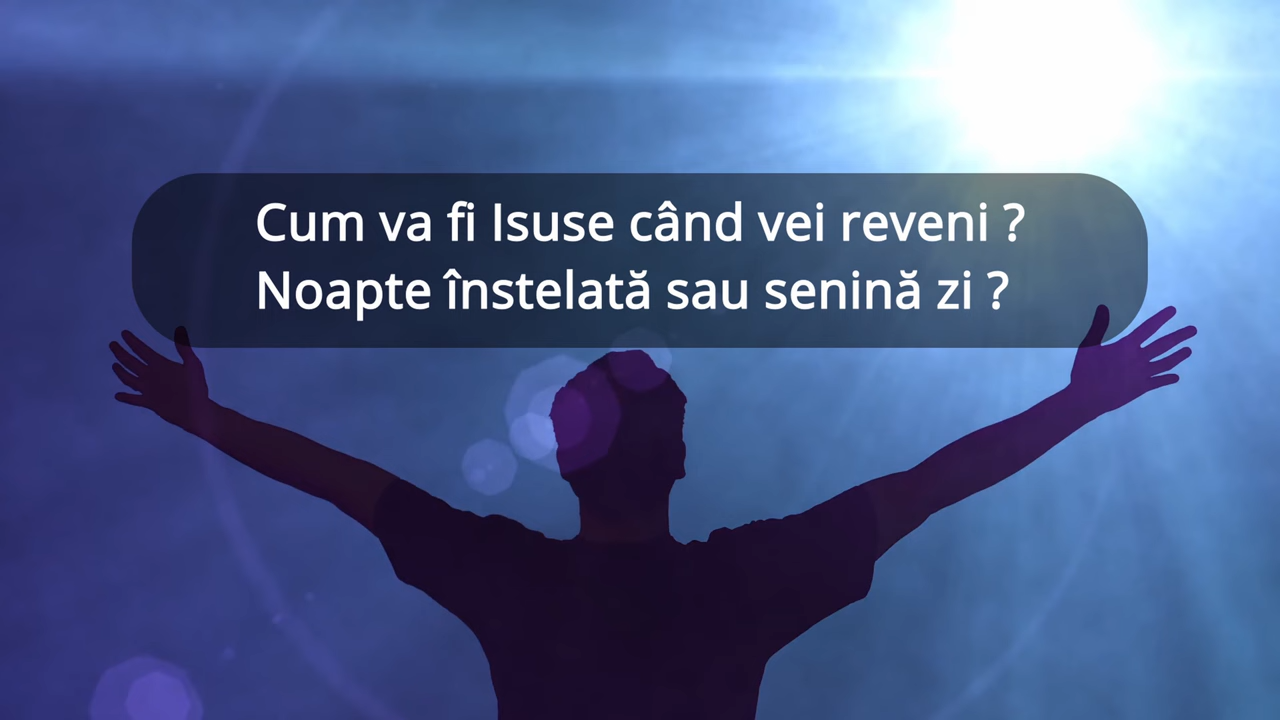 Cum va fi Isuse când vei reveni ?
Noapte înstelată sau senină zi ?